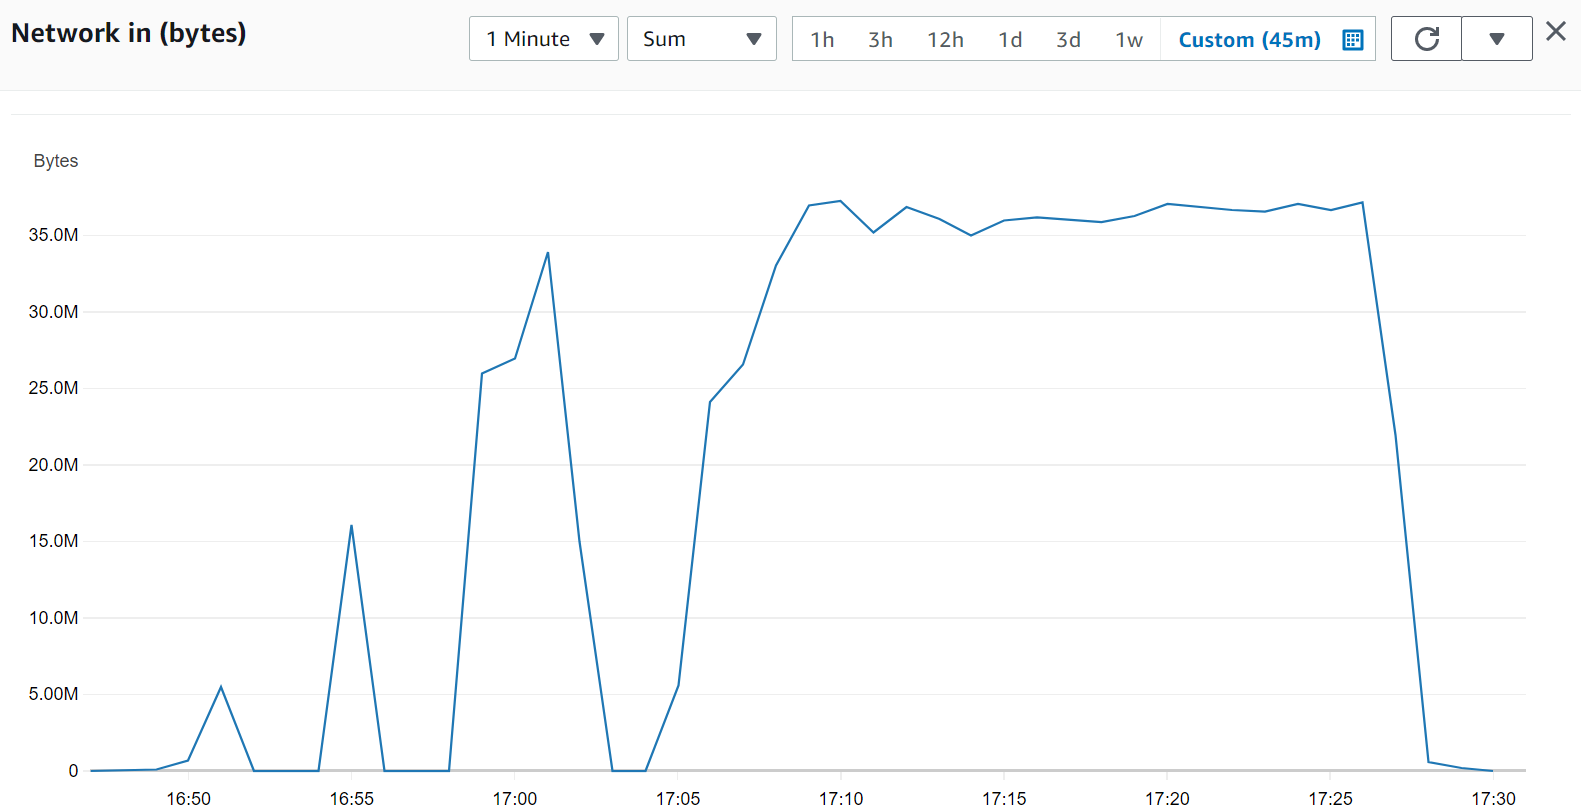 Network in (bytes)
1 Minute
Sum
1h 3h 12h 1d 3d 1w Custom (45m)
Bytes
35.0M
30.0M
25.0M
20.0M
15.0M
10.0M
5.00M
0
16:50 16:55 17:00 17:05 17:10 17:15 17:20 17:25 17:30